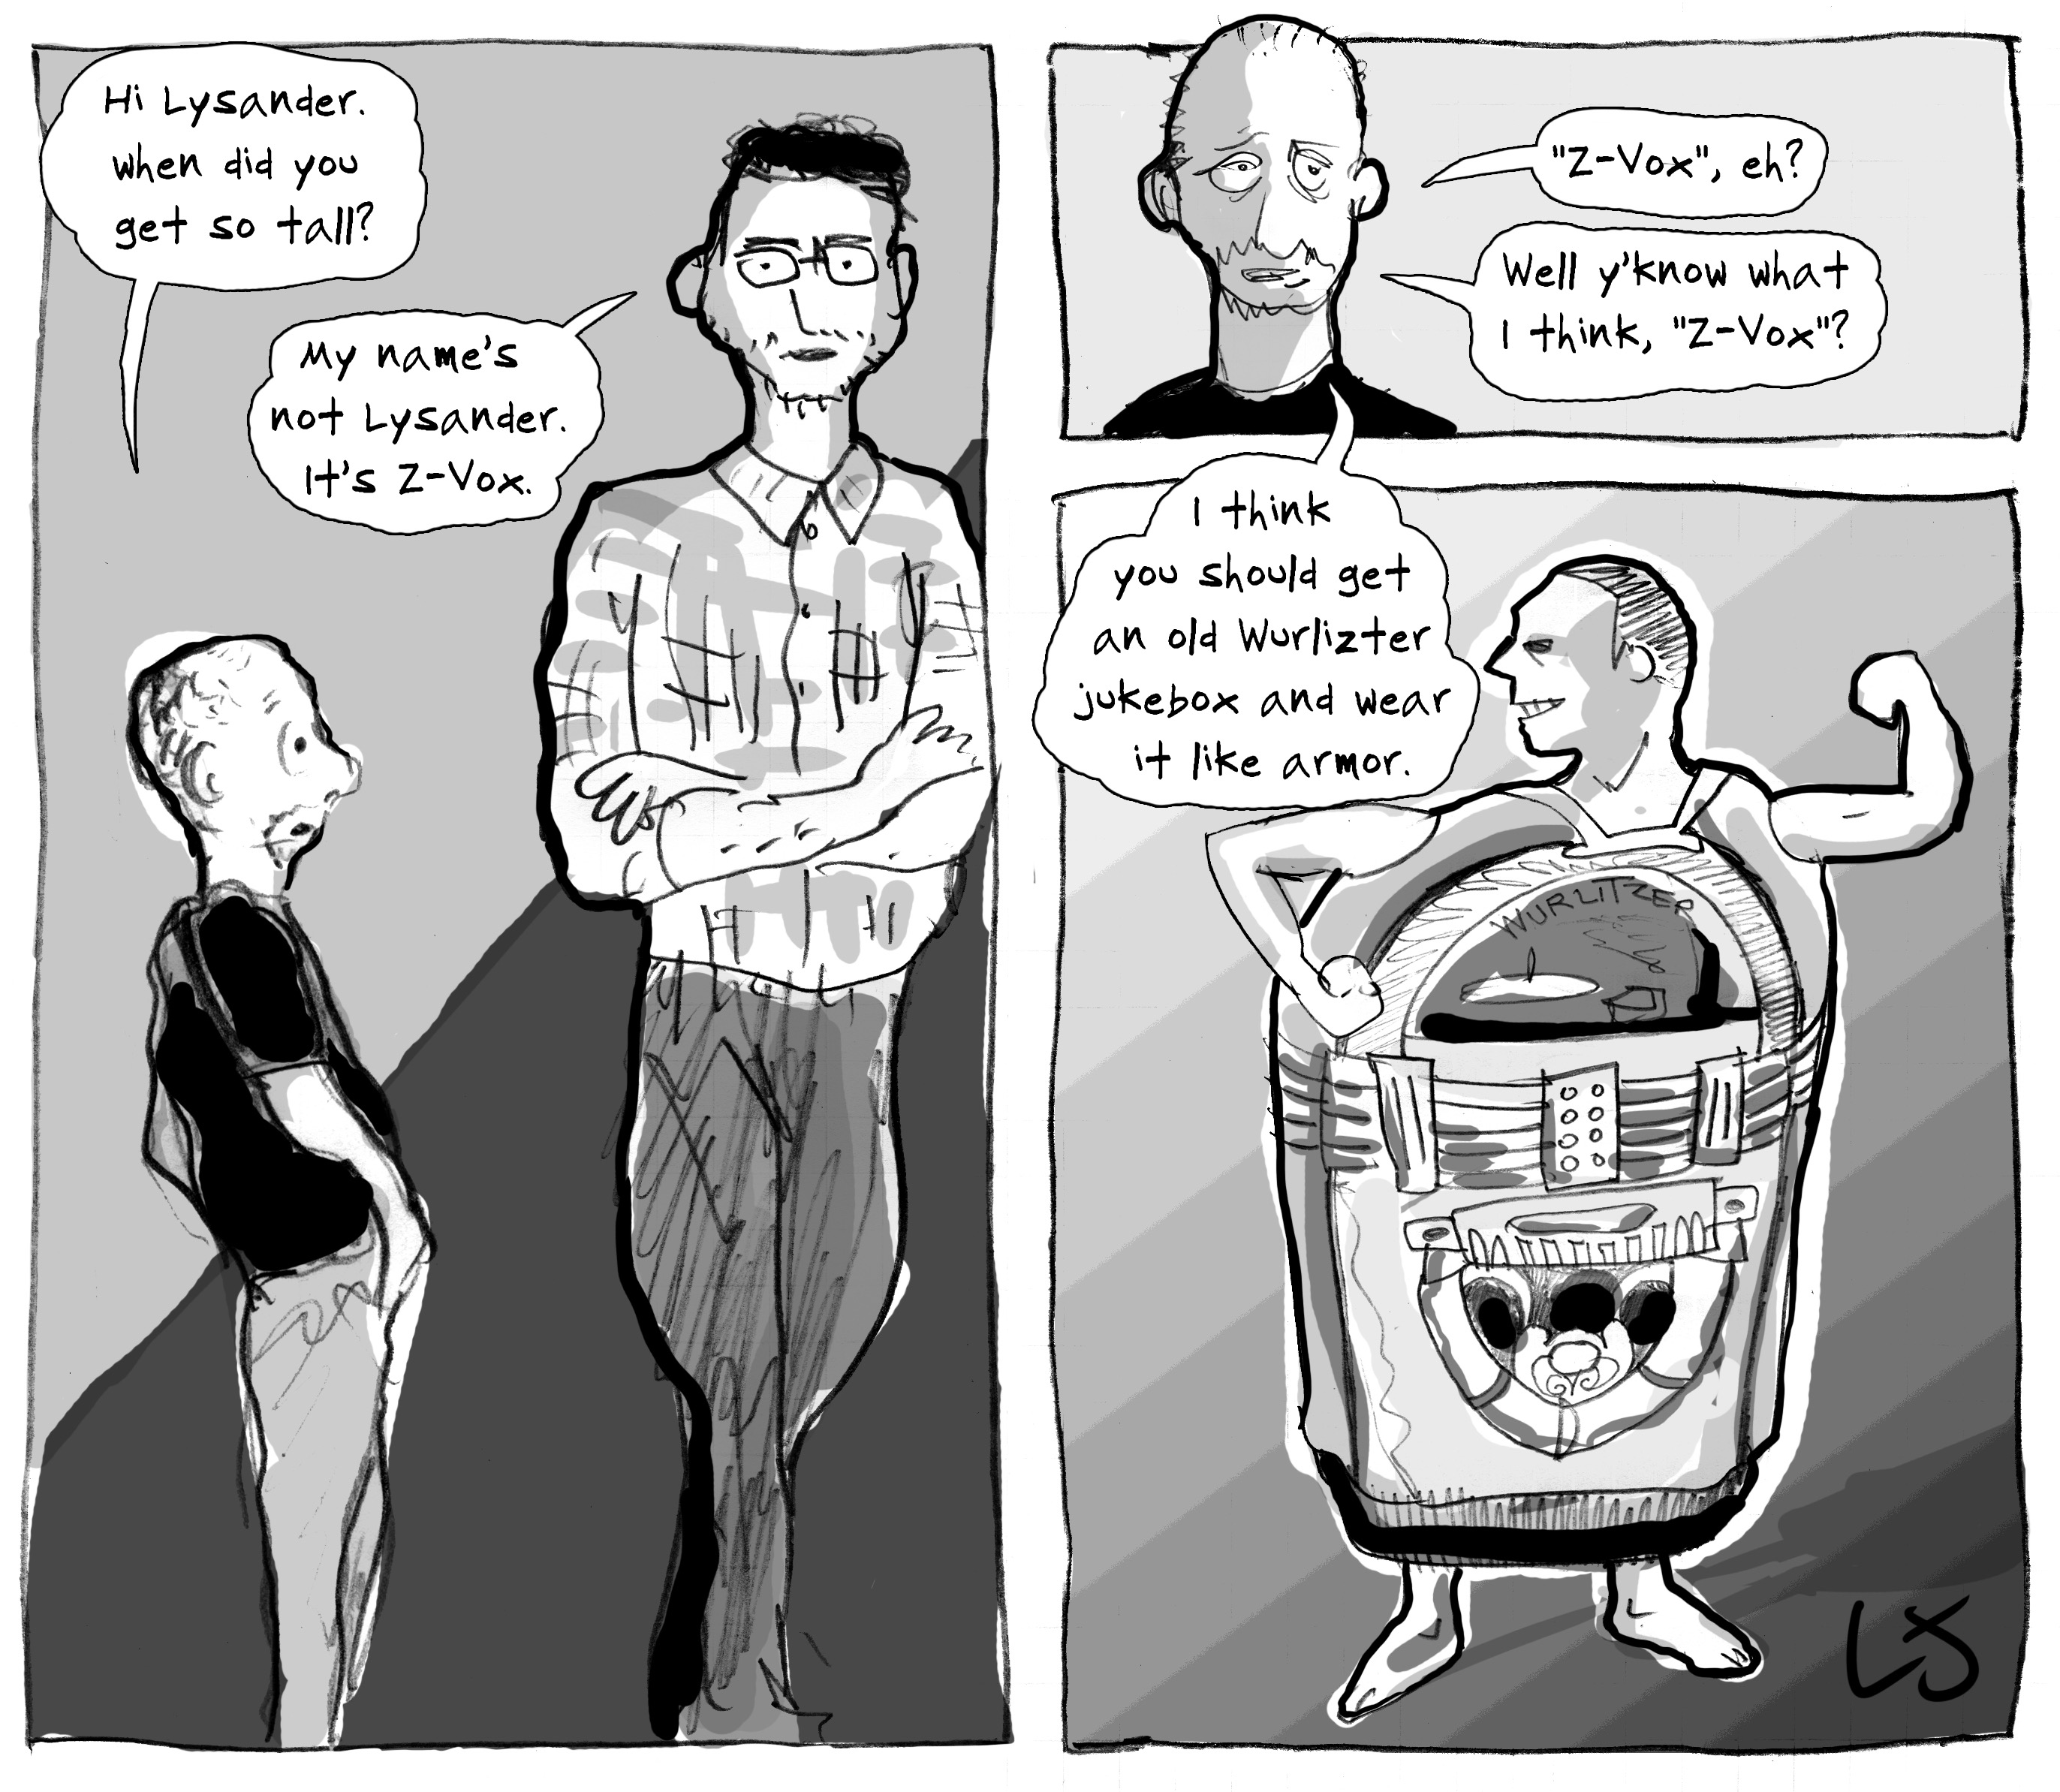 Hi Lysander.
when did you
get so tall?
My name's
not Lysander.
It's Z-Vox.
"Z-Vox", eh?
Well y'know what
I think, "Z-Vox"?
I think
you should get
an old Wurlizter
jukebox and wear
it like armor.
WURLITZER
LJS